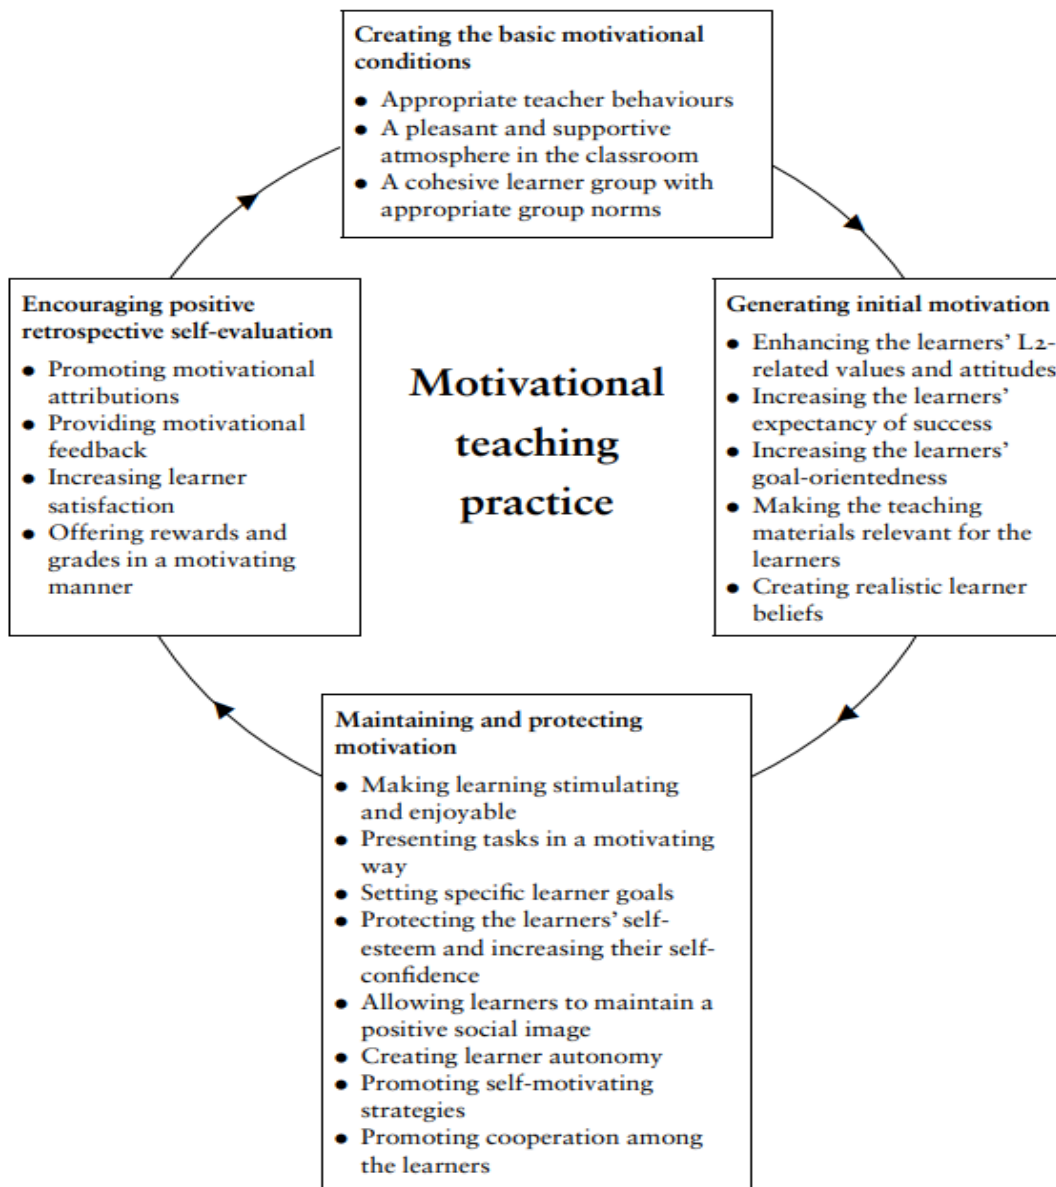 Creating the basic motivational
conditions
● Appropriate teacher behaviours
● A pleasant and supportive
atmosphere in the classroom
● A cohesive learner group with
appropriate group norms
Generating initial motivation
● Enhancing the learners’ L2-
related values and attitudes
● Increasing the learners’
expectancy of success
● Increasing the learners’
goal-orientedness
● Making the teaching
materials relevant for the
learners
● Creating realistic learner
beliefs
Maintaining and protecting
motivation
● Making learning stimulating
and enjoyable
● Presenting tasks in a motivating
way
● Setting specific learner goals
● Protecting the learners’ self-
esteem and increasing their self-
confidence
● Allowing learners to maintain a
positive social image
● Creating learner autonomy
● Promoting self-motivating
strategies
● Promoting cooperation among
the learners
Encouraging positive
retrospective self-evaluation
● Promoting motivational
attributions
● Providing motivational
feedback
● Increasing learner
satisfaction
● Offering rewards and
grades in a motivating
manner
Motivational
teaching
practice